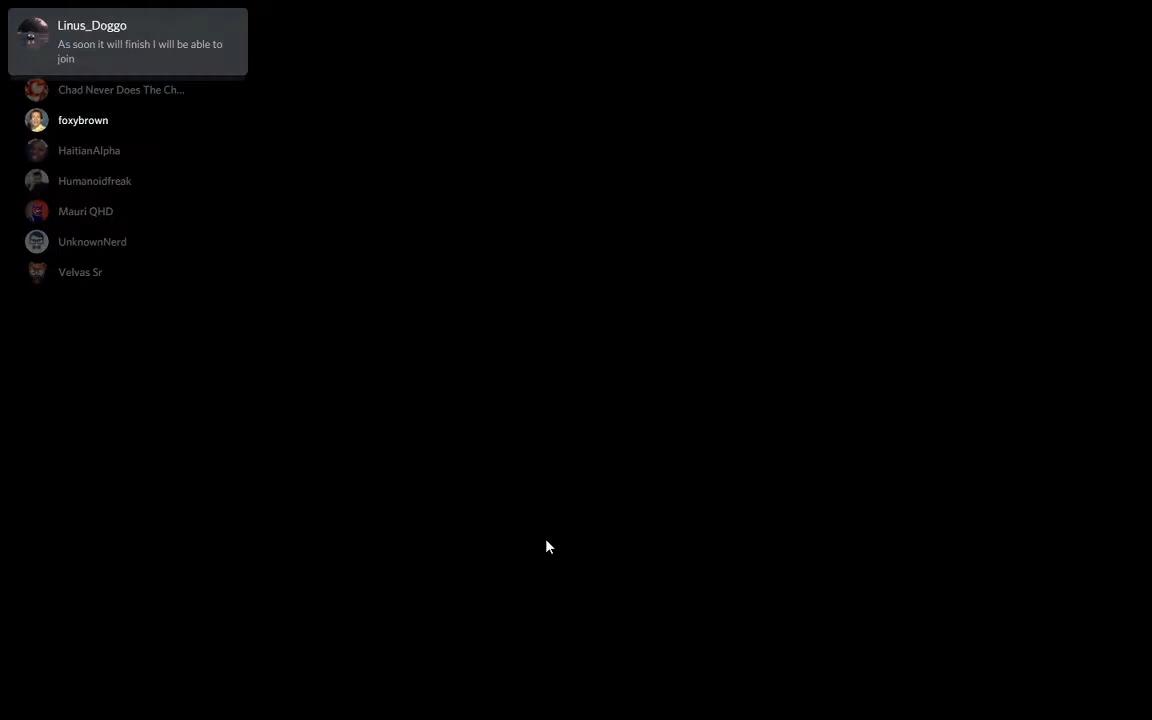 Linus_Doggo
As soon it will finish I will be able to
join
Chad Never Does The Ch...
foxybrown
HaitianAlpha
Humanoidfreak
Mauri QHD
UnknownNerd
Velvas Sr